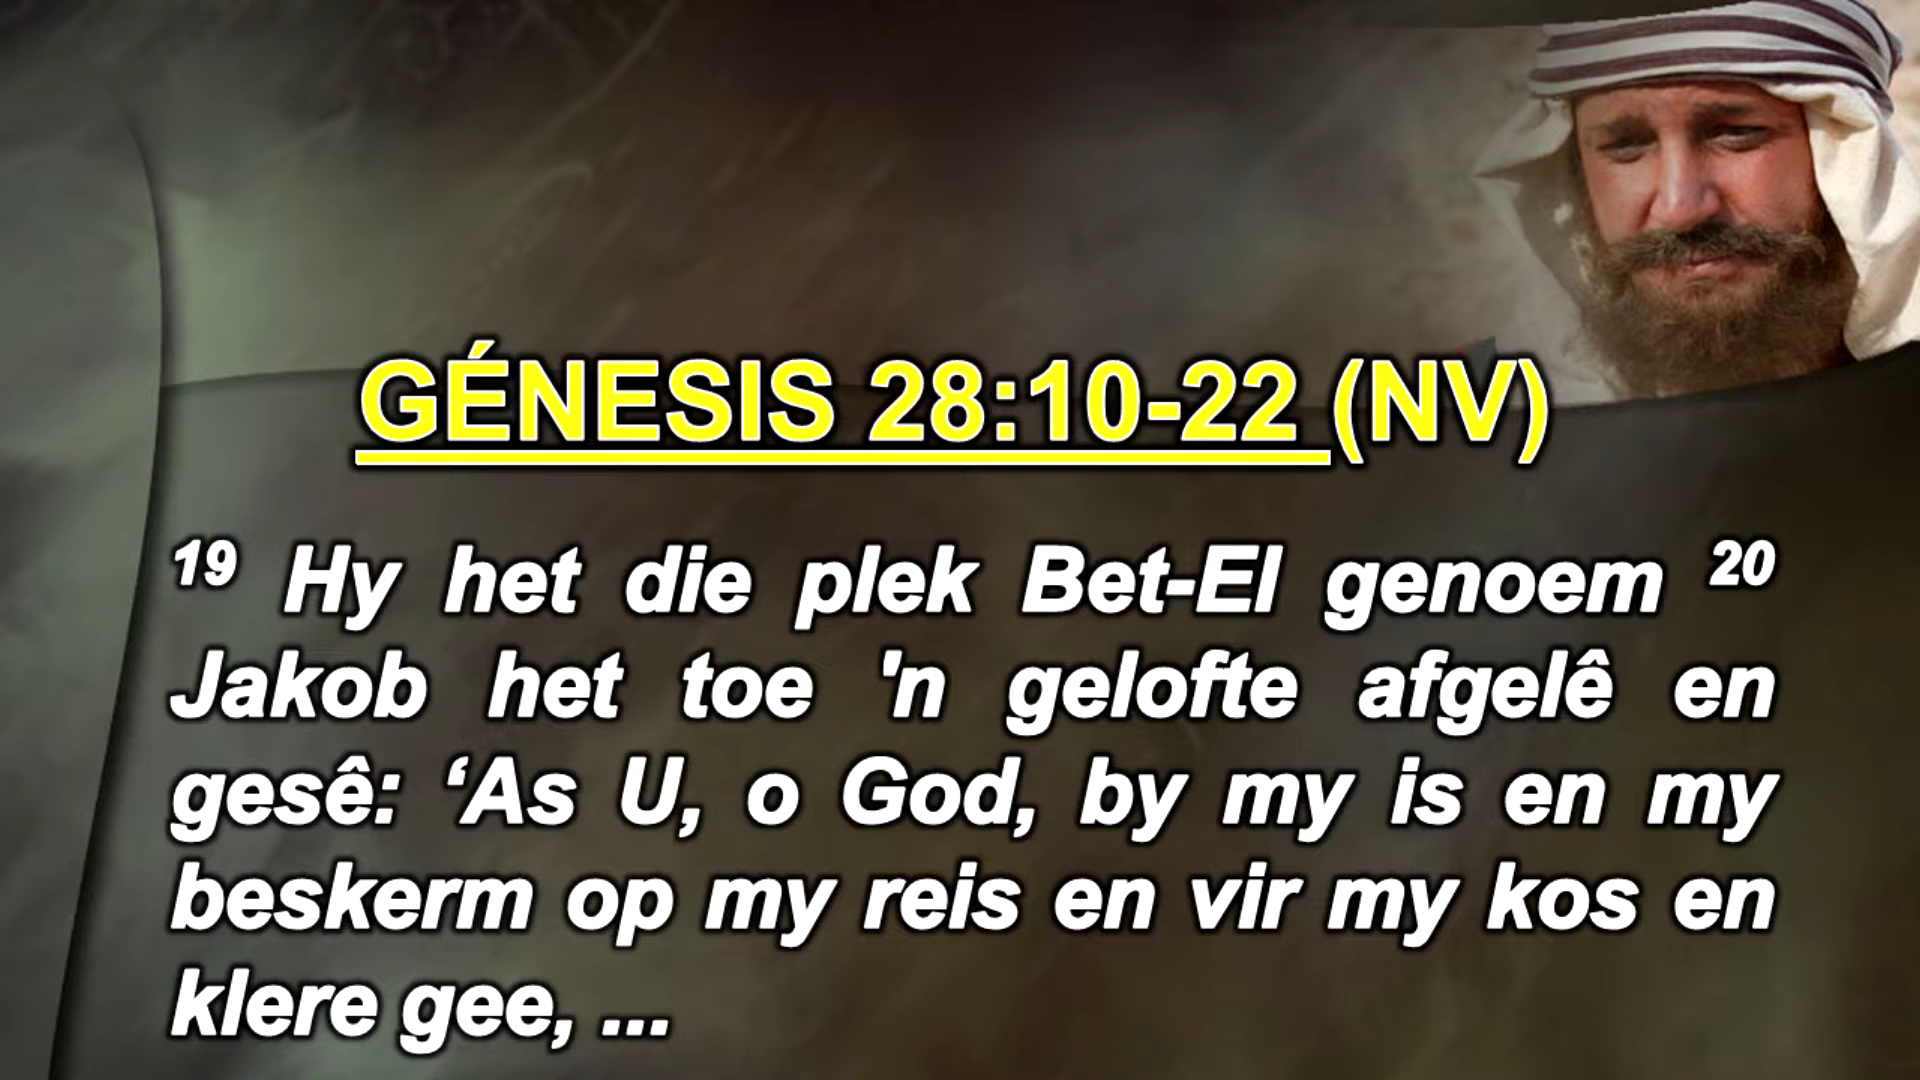 GÉNESIS 28:10-22 (NV)
19 Hy het die plek Bet-El genoem 20
Jakob het toe 'n gelofte afgelê en
gesê: ‘As U, o God, by my is en my
beskerm op my reis en vir my kos en
klere gee, ...